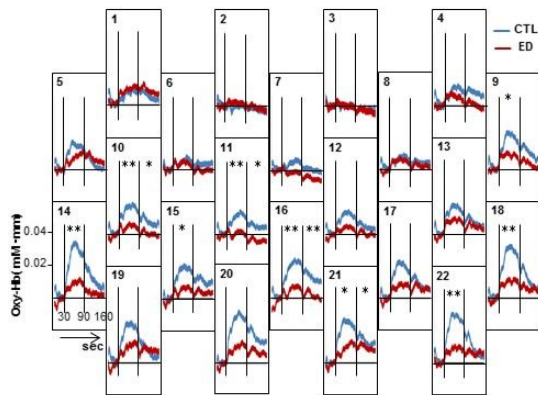 1 2 3 4
CTL
ED
5 6 7 8 9
*
10 11 12 13
** * ** *
14 15 16 17 18
** * ** ** **
0.04
0.02
Oxy-Hb(mM•mm)
19 20 21 22
* * **
30 90 160
sec